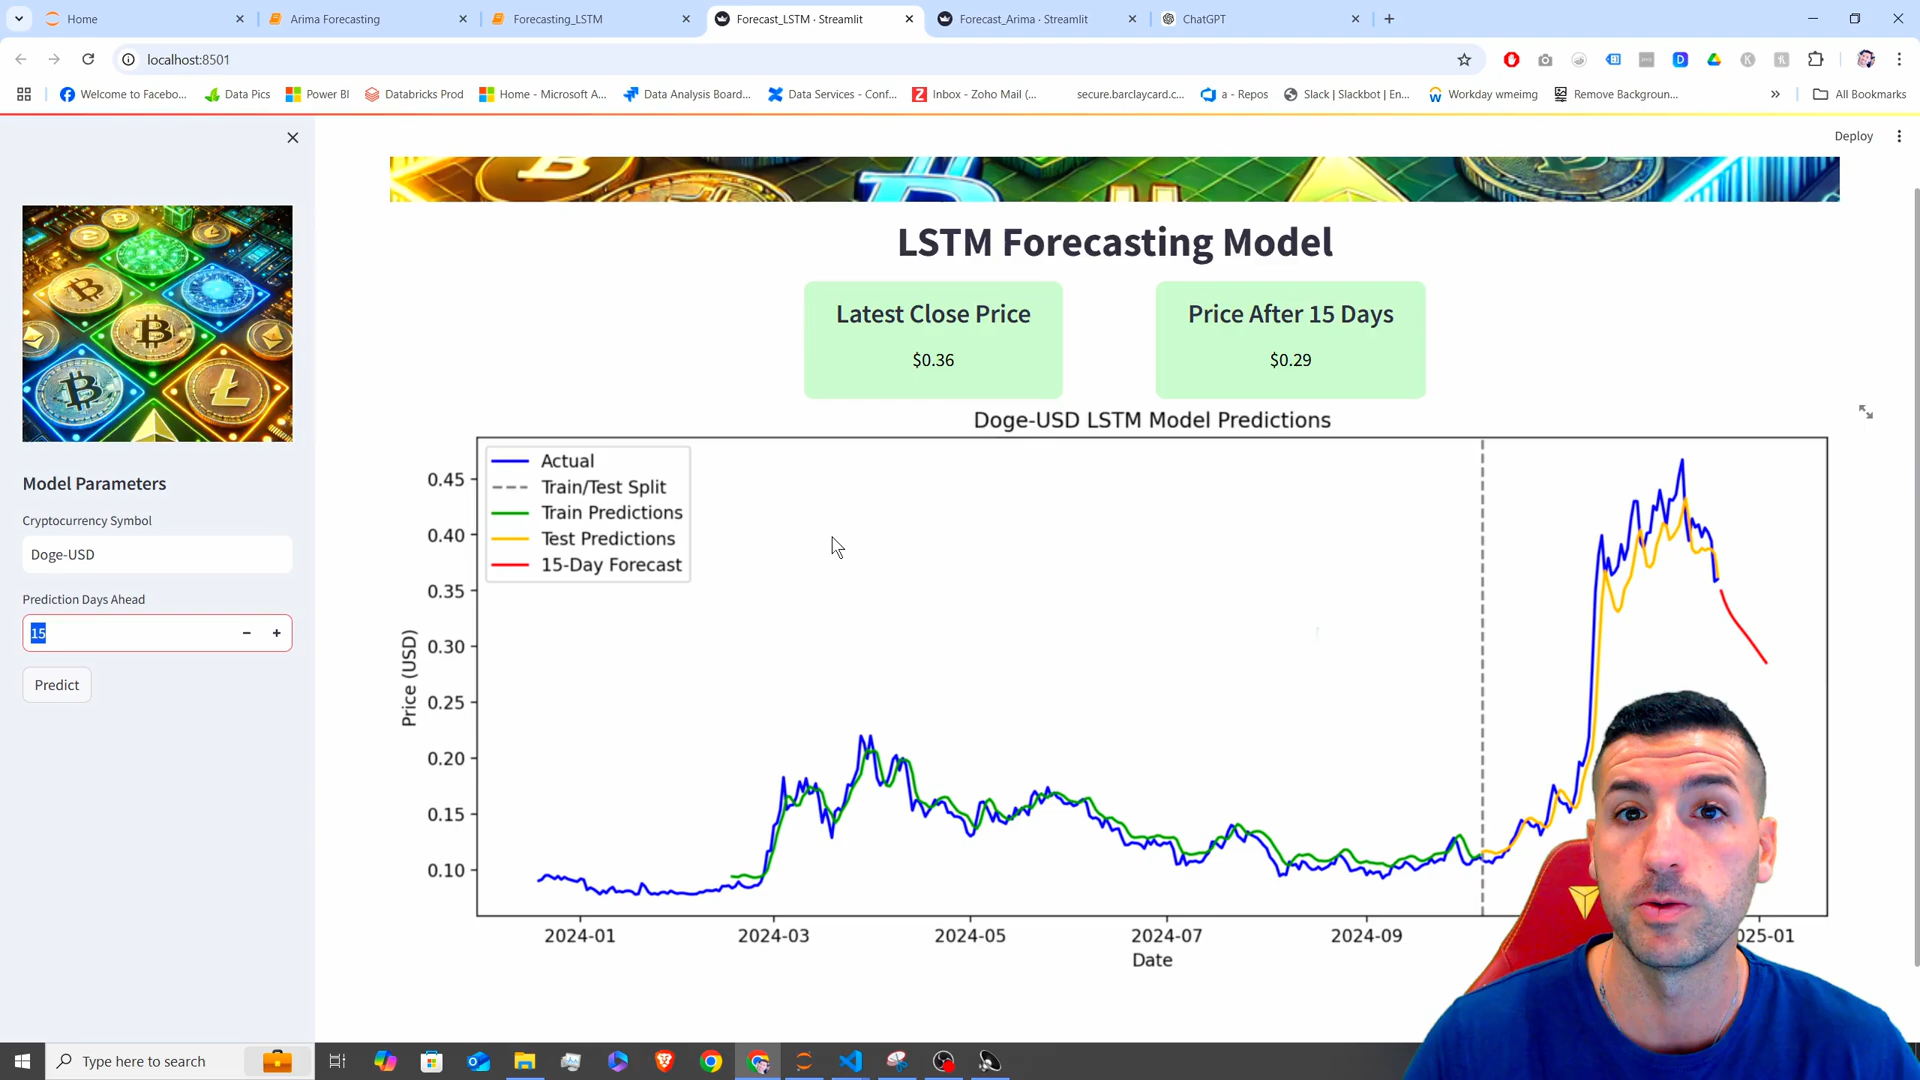 Home
Arima Forecasting
Forecasting_LSTM
Forecast_LSTM · Streamlit
Forecast_Arima · Streamlit
ChatGPT
localhost:8501
Welcome to Facebo...
Data Pics
Power BI
Databricks Prod
Home - Microsoft A...
Data Analysis Board...
Data Services - Conf...
Inbox - Zoho Mail (...
secure.barclaycard.c...
a - Repos
Slack | Slackbot | En...
Workday wmeimg
Remove Backgroun...
All Bookmarks
Deploy
LSTM Forecasting Model
Latest Close Price
$0.36
Price After 15 Days
$0.29
Model Parameters
Cryptocurrency Symbol
Doge-USD
Prediction Days Ahead
15
Predict
Doge-USD LSTM Model Predictions
Actual
Train/Test Split
Train Predictions
Test Predictions
15-Day Forecast
Price (USD)
0.45
0.40
0.35
0.30
0.25
0.20
0.15
0.10
2024-01
2024-03
2024-05
2024-07
2024-09
025-01
Date
Type here to search